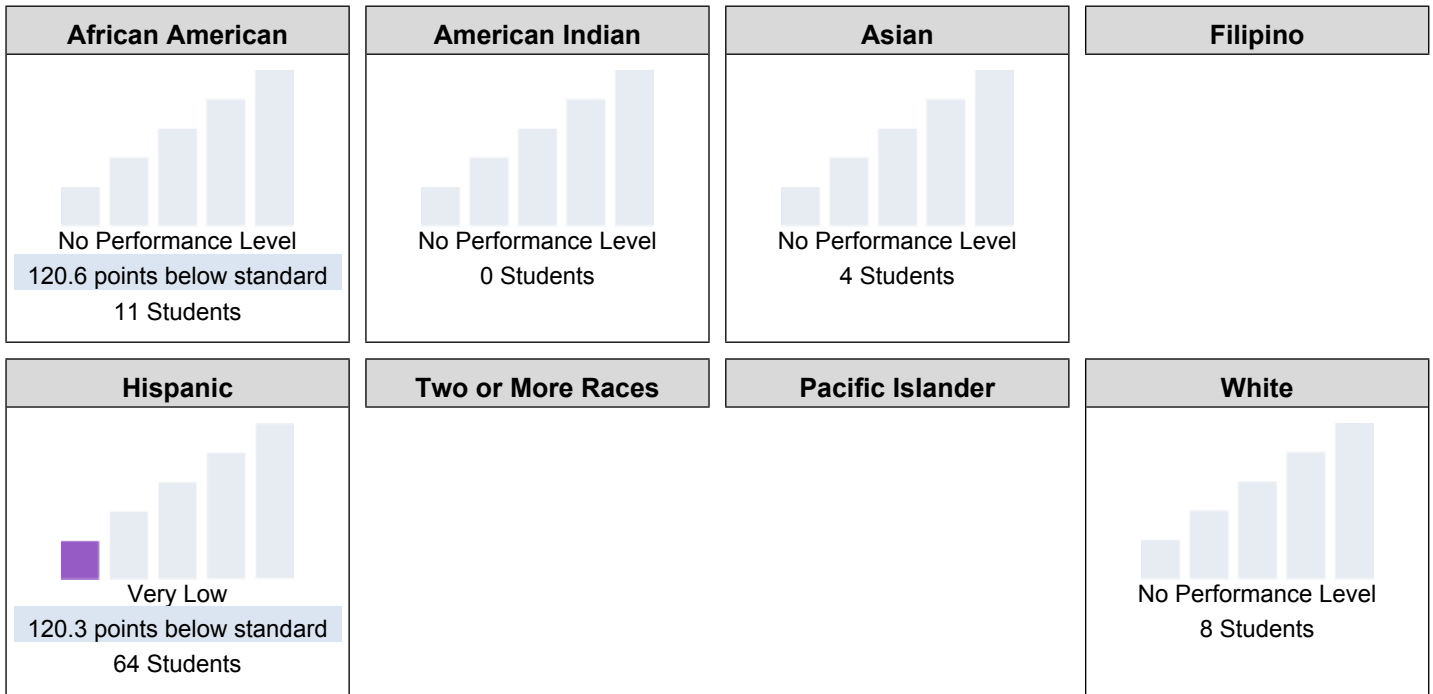 African American
No Performance Level
120.6 points below standard
11 Students
American Indian
No Performance Level
0 Students
Asian
No Performance Level
4 Students
Filipino
Hispanic
Very Low
120.3 points below standard
64 Students
Two or More Races
Pacific Islander
White
No Performance Level
8 Students